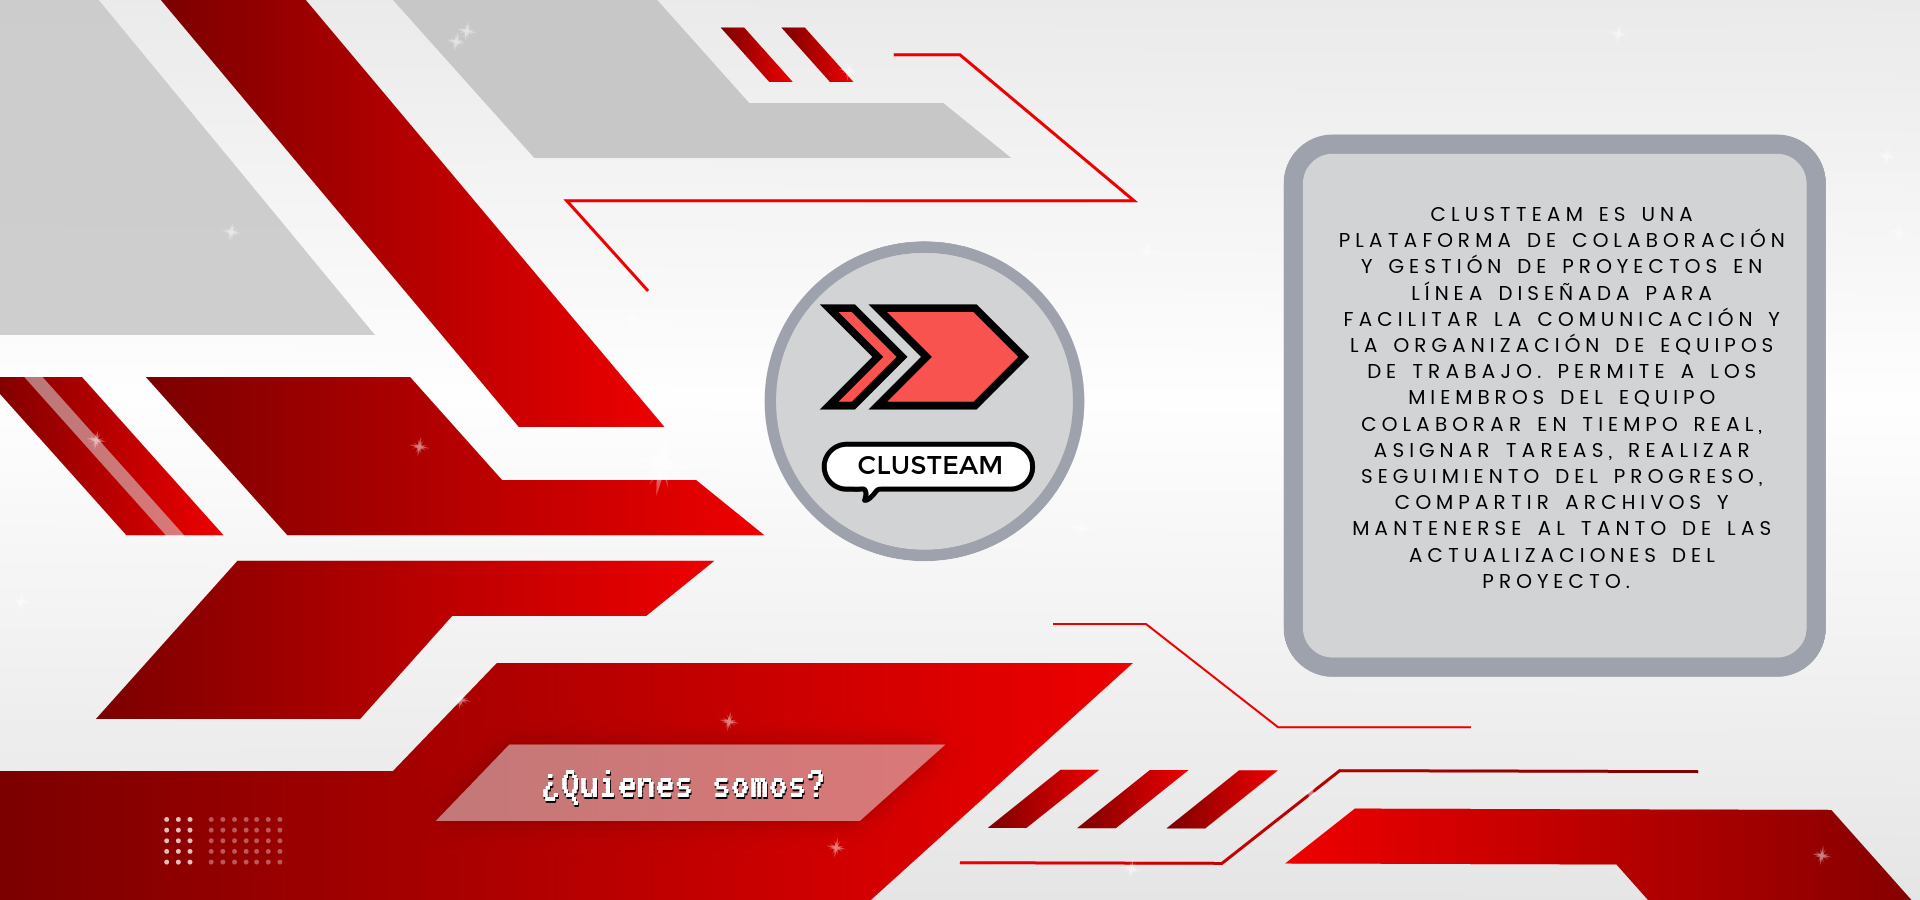 CLUSTEAM
CLUSTTEAM ES UNA
PLATAFORMA DE COLABORACIÓN
Y GESTIÓN DE PROYECTOS EN
LÍNEA DISEÑADA PARA
FACILITAR LA COMUNICACIÓN Y
LA ORGANIZACIÓN DE EQUIPOS
DE TRABAJO. PERMITE A LOS
MIEMBROS DEL EQUIPO
COLABORAR EN TIEMPO REAL,
ASIGNAR TAREAS, REALIZAR
SEGUIMIENTO DEL PROGRESO,
COMPARTIR ARCHIVOS Y
MANTENERSE AL TANTO DE LAS
ACTUALIZACIONES DEL
PROYECTO.
¿Quienes somos?